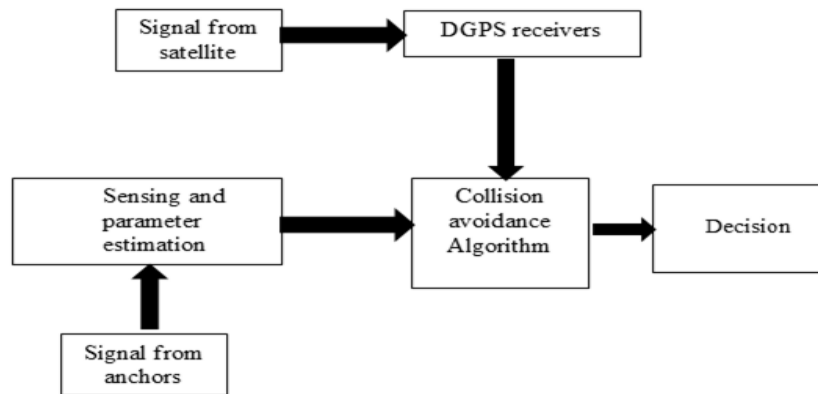 Signal from
satellite
DGPS receivers
Sensing and
parameter
estimation
Collision
avoidance
Algorithm
Decision
Signal from
anchors